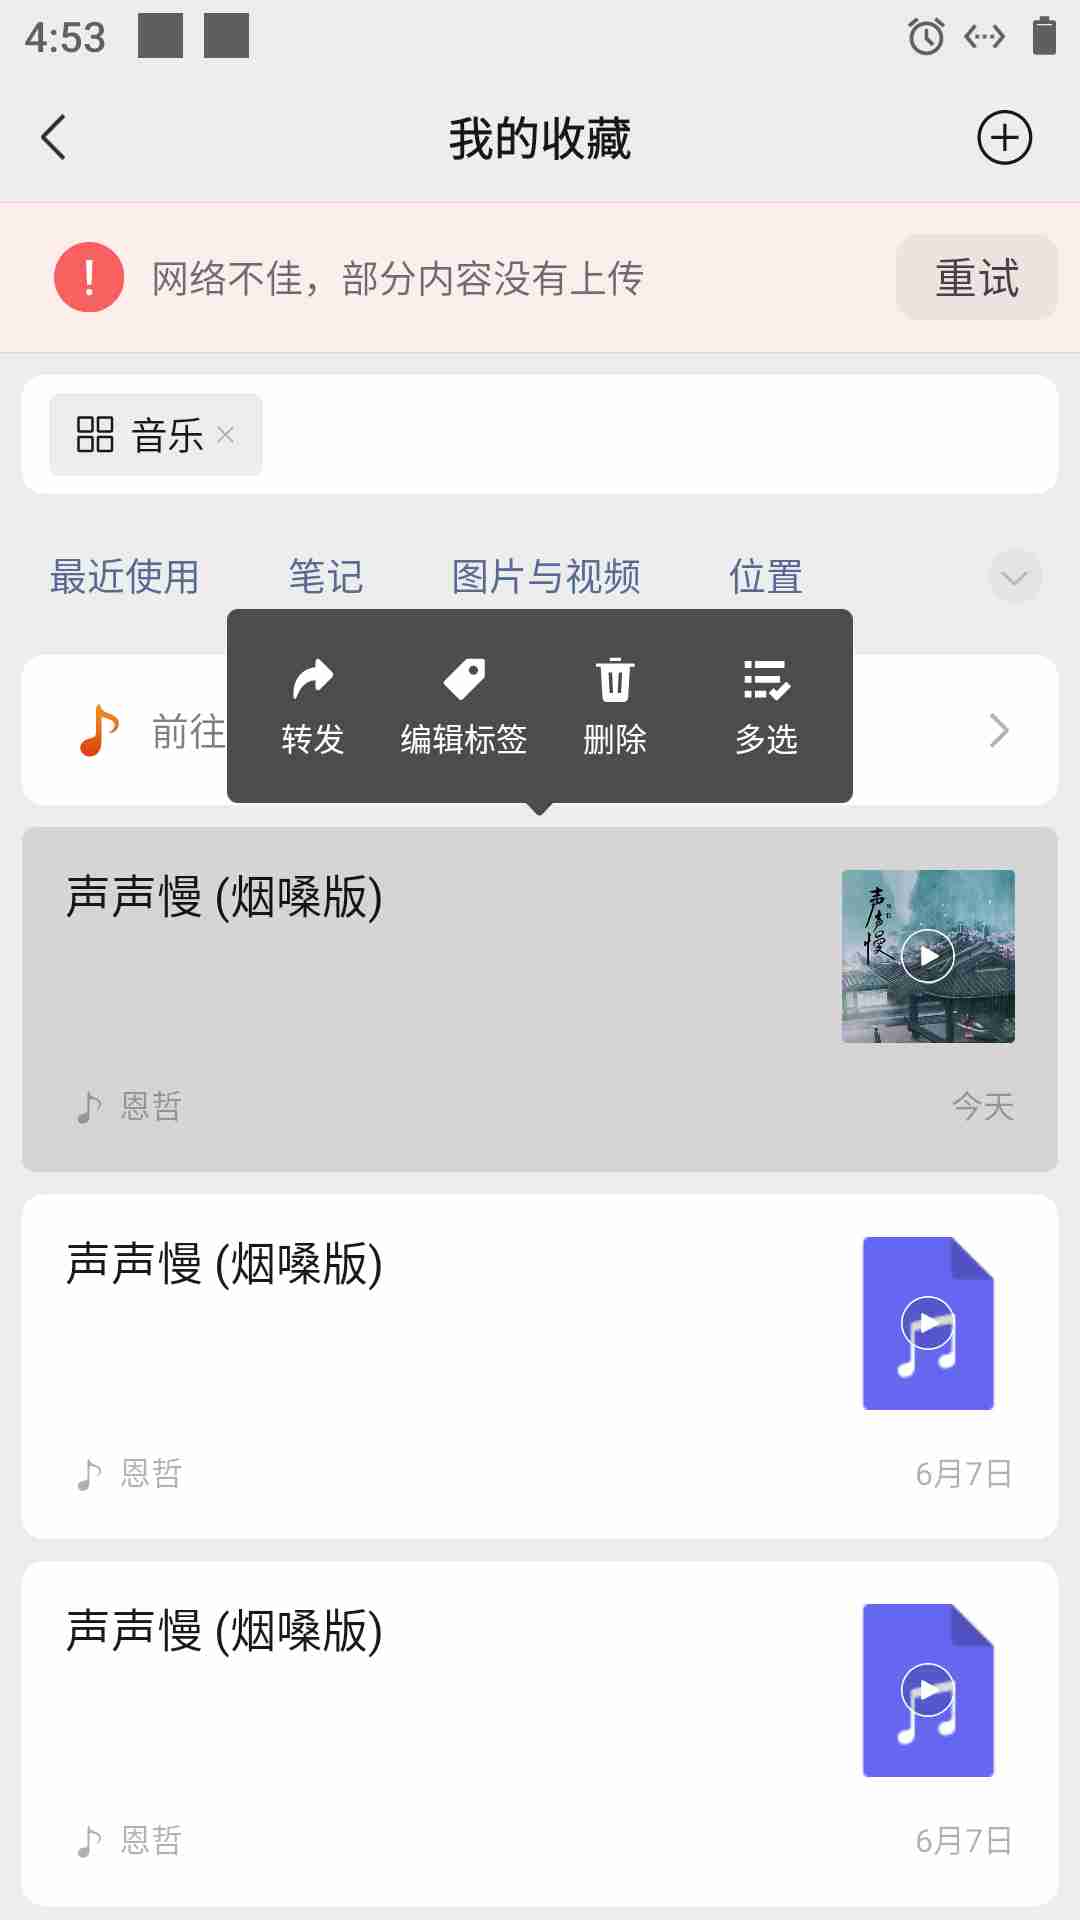 4:53
我的收藏
网络不佳，部分内容没有上传
重试
音乐
最近使用 笔记 图片与视频 位置
转发 编辑标签 删除 多选
前往
声声慢 (烟嗓版)
声声慢
恩哲 今天
声声慢 (烟嗓版)
恩哲 6月7日
声声慢 (烟嗓版)
恩哲 6月7日